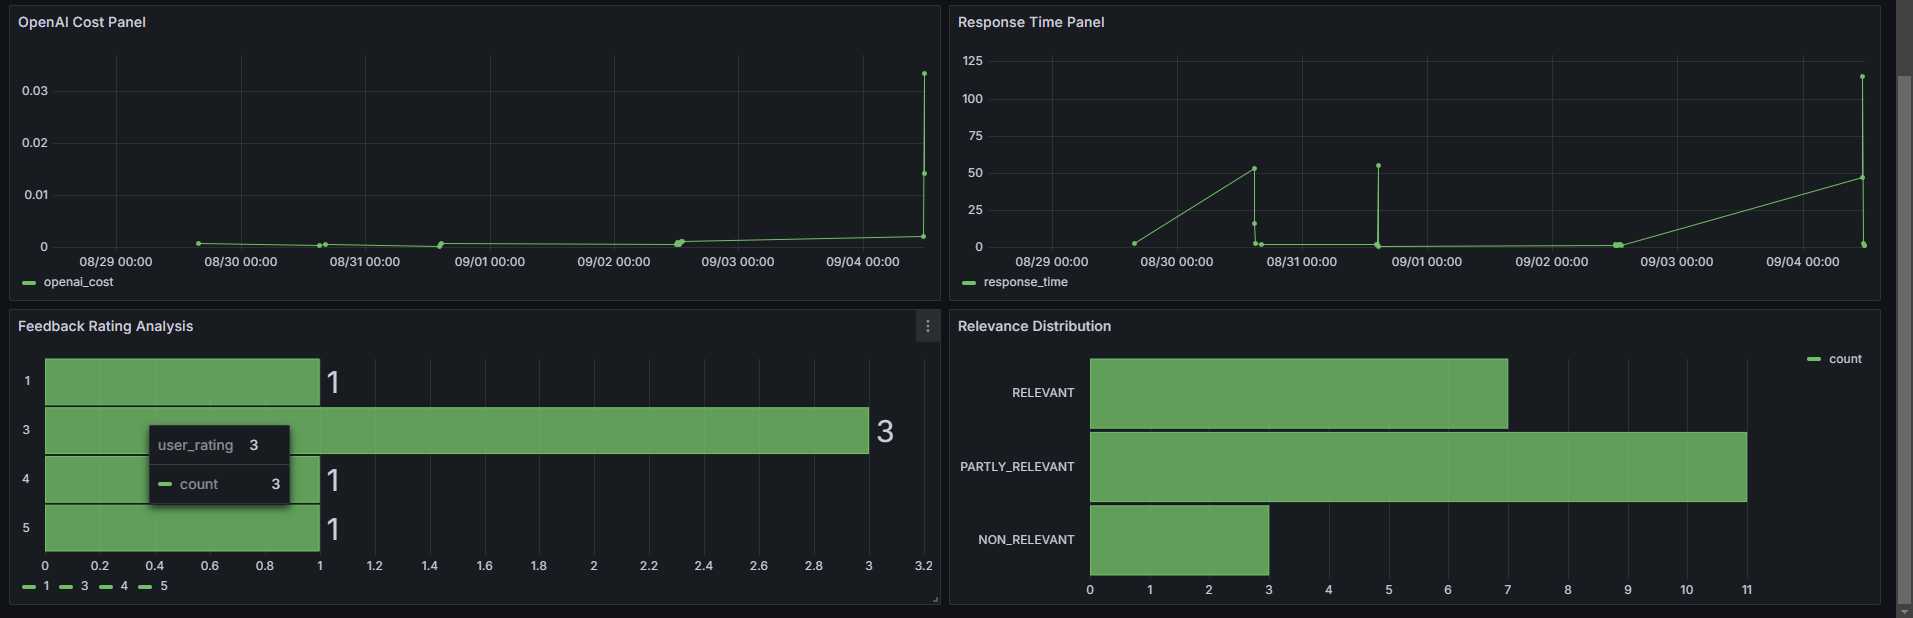 OpenAI Cost Panel
0.03
0.02
0.01
0
08/29 00:00 08/30 00:00 08/31 00:00 09/01 00:00 09/02 00:00 09/03 00:00 09/04 00:00
openai_cost
Response Time Panel
125
100
75
50
25
0
08/29 00:00 08/30 00:00 08/31 00:00 09/01 00:00 09/02 00:00 09/03 00:00 09/04 00:00
response_time
Feedback Rating Analysis
1 1
3 3
user_rating 3
count 3
4 1
5 1
0 0.2 0.4 0.6 0.8 1 1.2 1.4 1.6 1.8 2 2.2 2.4 2.6 2.8 3 3.2
1 3 4 5
Relevance Distribution
count
RELEVANT
PARTLY_RELEVANT
NON_RELEVANT
0 1 2 3 4 5 6 7 8 9 10 11